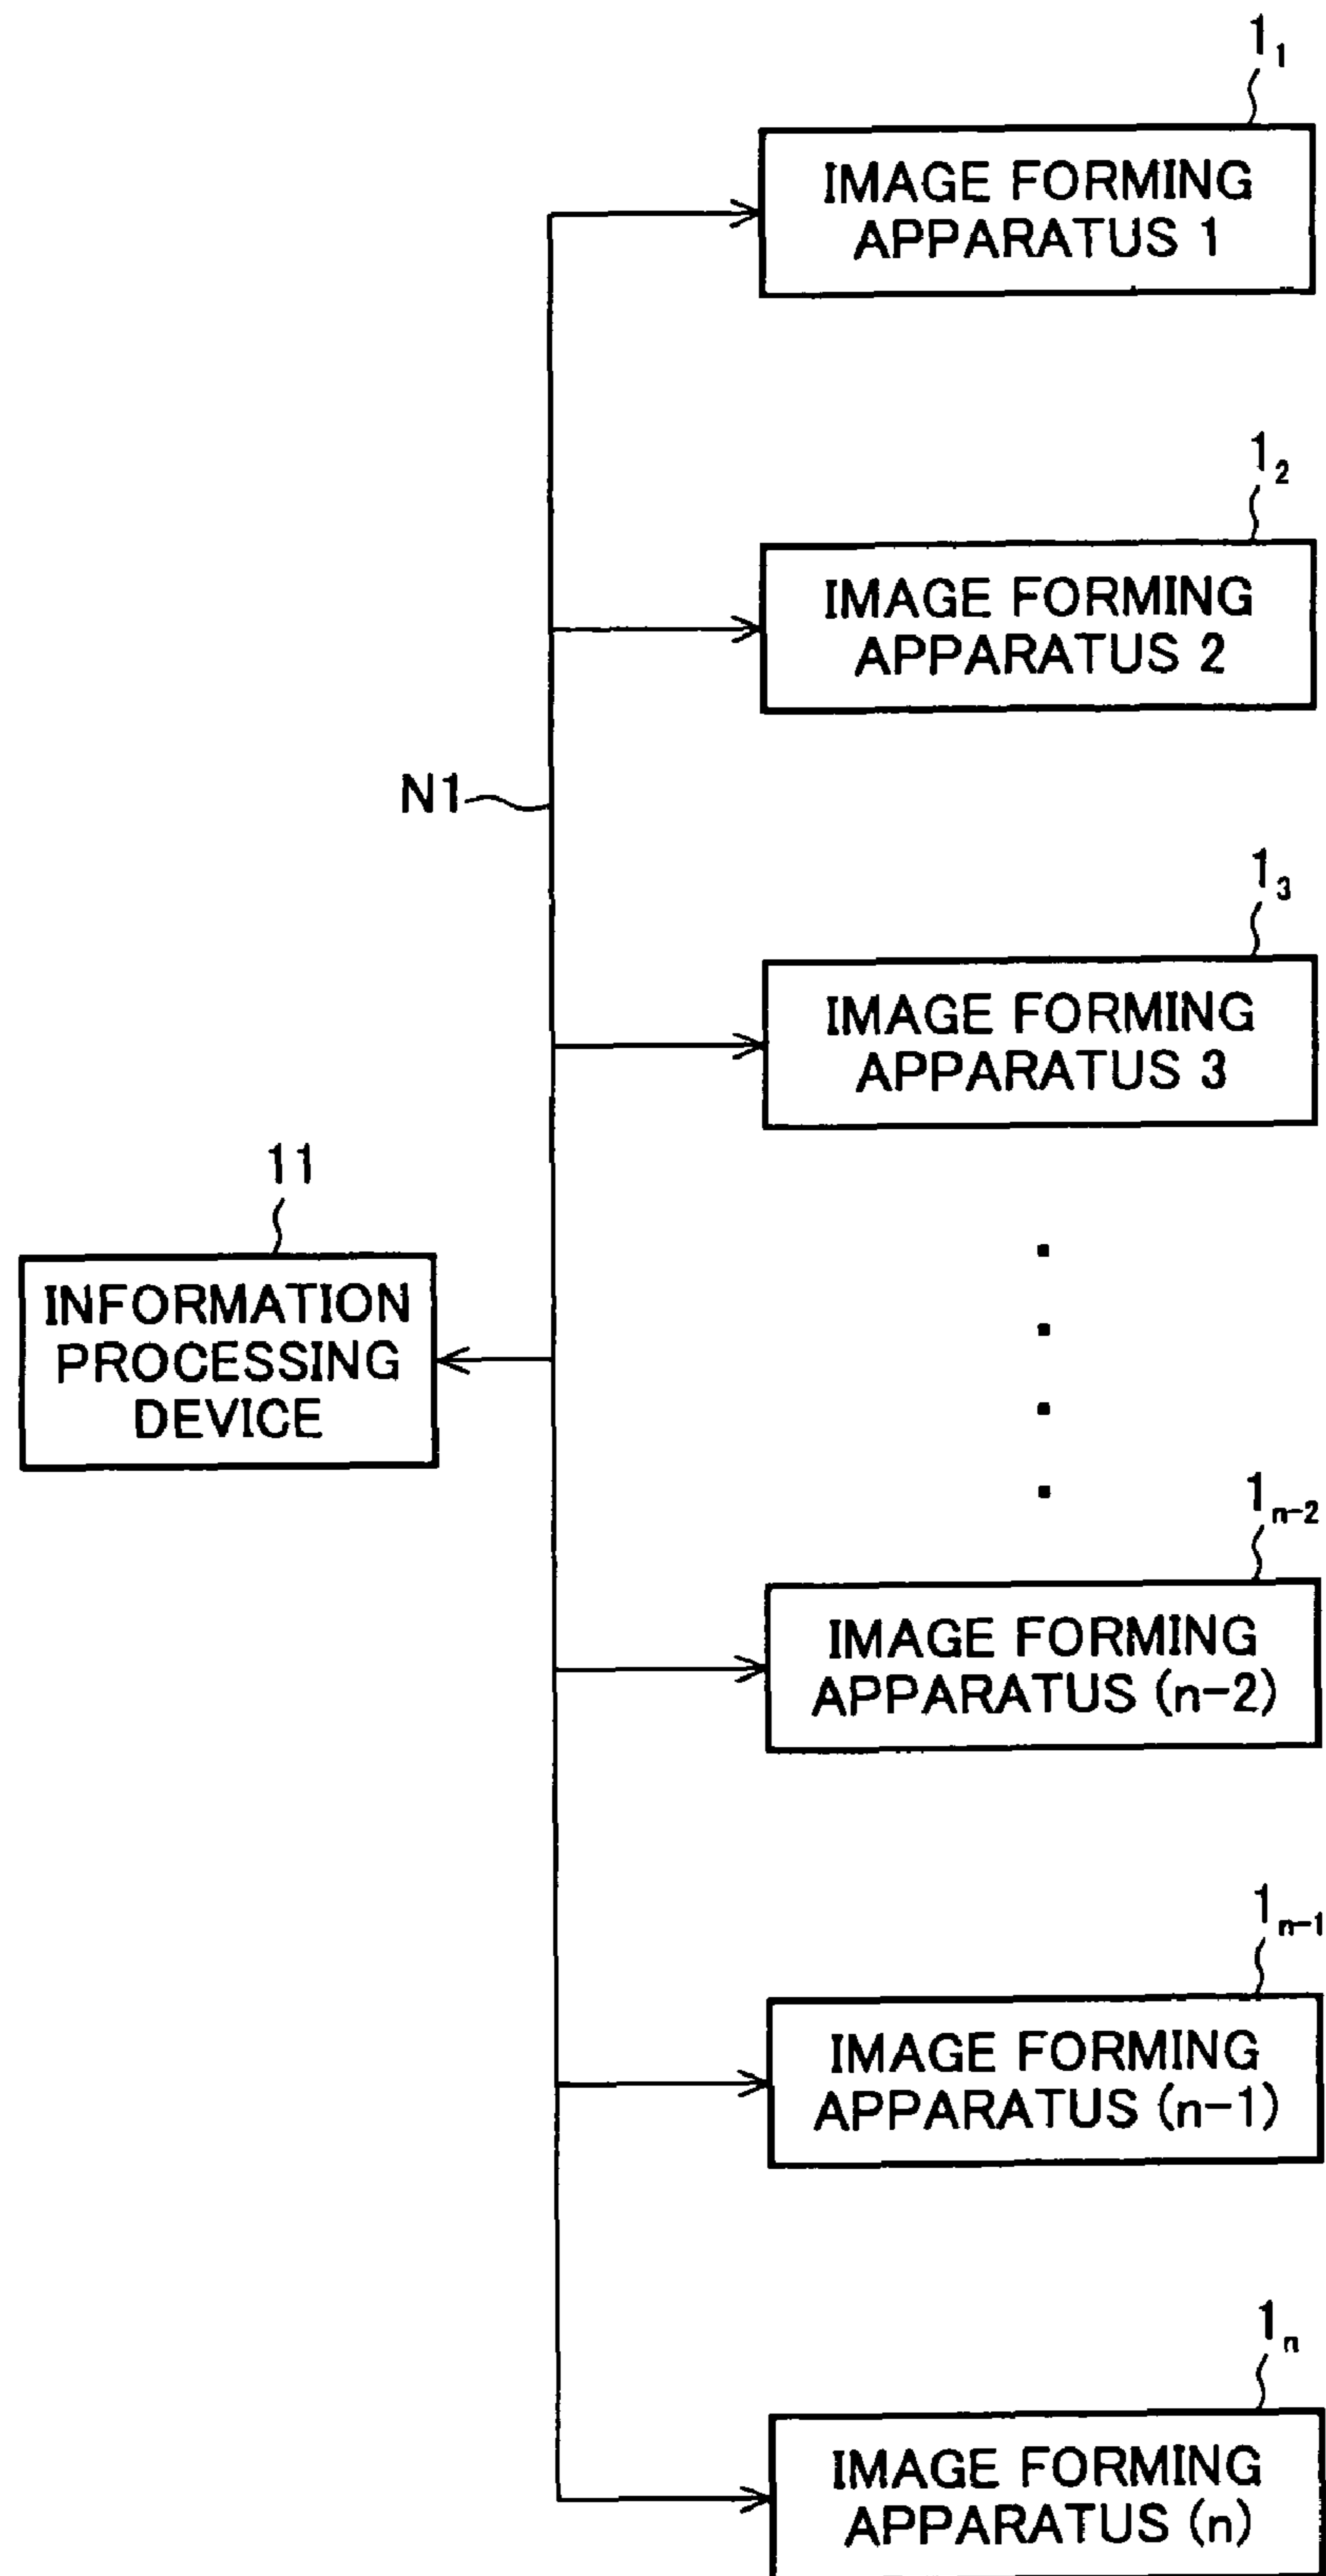 1₁
IMAGE FORMING
APPARATUS 1
1₂
IMAGE FORMING
APPARATUS 2
N1
1₃
IMAGE FORMING
APPARATUS 3
11
INFORMATION
PROCESSING
DEVICE
1ₙ₋₂
IMAGE FORMING
APPARATUS (n-2)
1ₙ₋₁
IMAGE FORMING
APPARATUS (n-1)
1ₙ
IMAGE FORMING
APPARATUS (n)